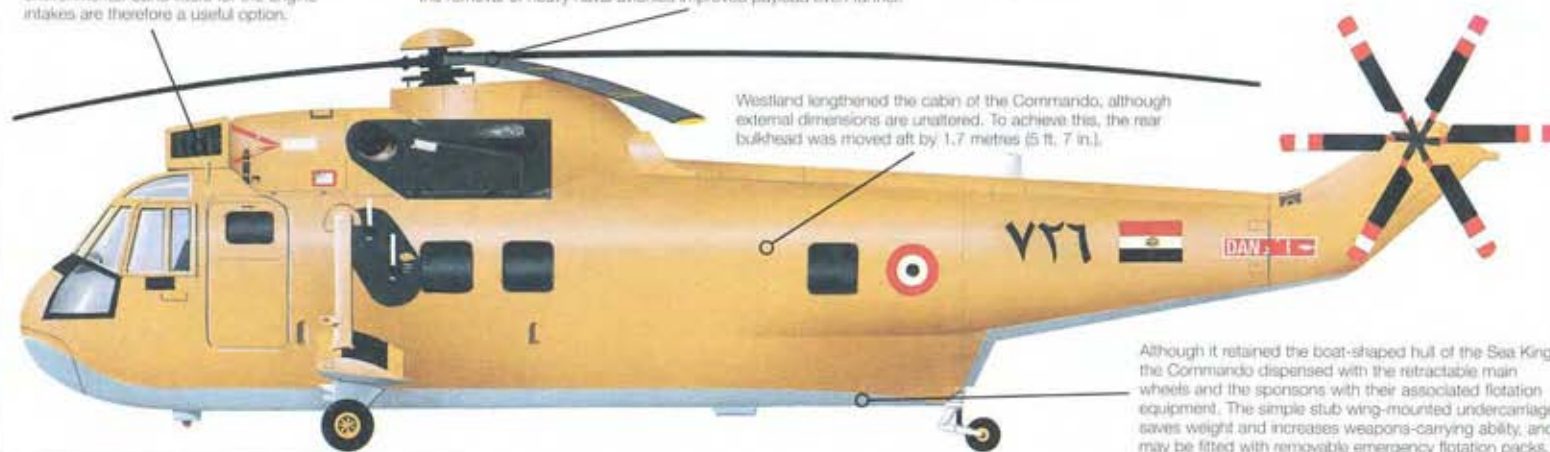 intakes are therefore a useful option.
Westland lengthened the cabin of the Commando, although
external dimensions are unaltered. To achieve this, the rear
bulkhead was moved aft by 1.7 metres (5 ft. 7 in.).
٧٢٦
DAN
Although it retained the boat-shaped hull of the Sea King
the Commando dispensed with the retractable main
wheels and the sponsons with their associated flotation
equipment. The simple stub wing-mounted undercarriage
saves weight and increases weapons-carrying ability, and
may be fitted with removable emergency flotation packs.